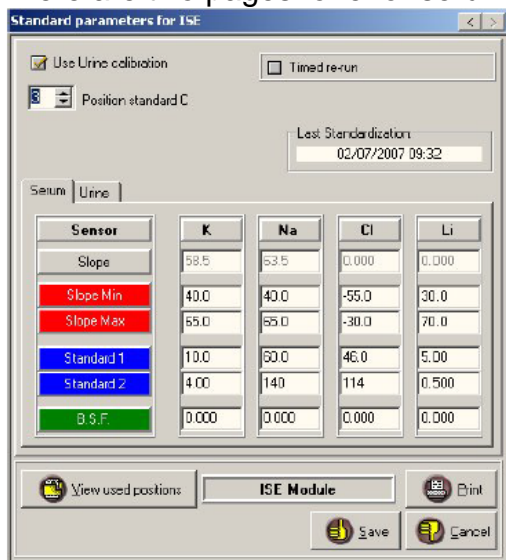 Standard parameters for ISE
Use Urine calibration
Timed re-run
3 Position standard C
Last Standardization:
02/07/2007 09:32
Serum Urine
Sensor K Na Cl Li
Slope 58.5 63.5 0.000 0.000
Slope Min 40.0 40.0 -55.0 30.0
Slope Max 65.0 65.0 -30.0 70.0
Standard 1 10.0 60.0 46.0 5.00
Standard 2 4.00 140 114 0.500
B.S.F. 0.000 0.000 0.000 0.000
View used positions ISE Module Print
Save Cancel